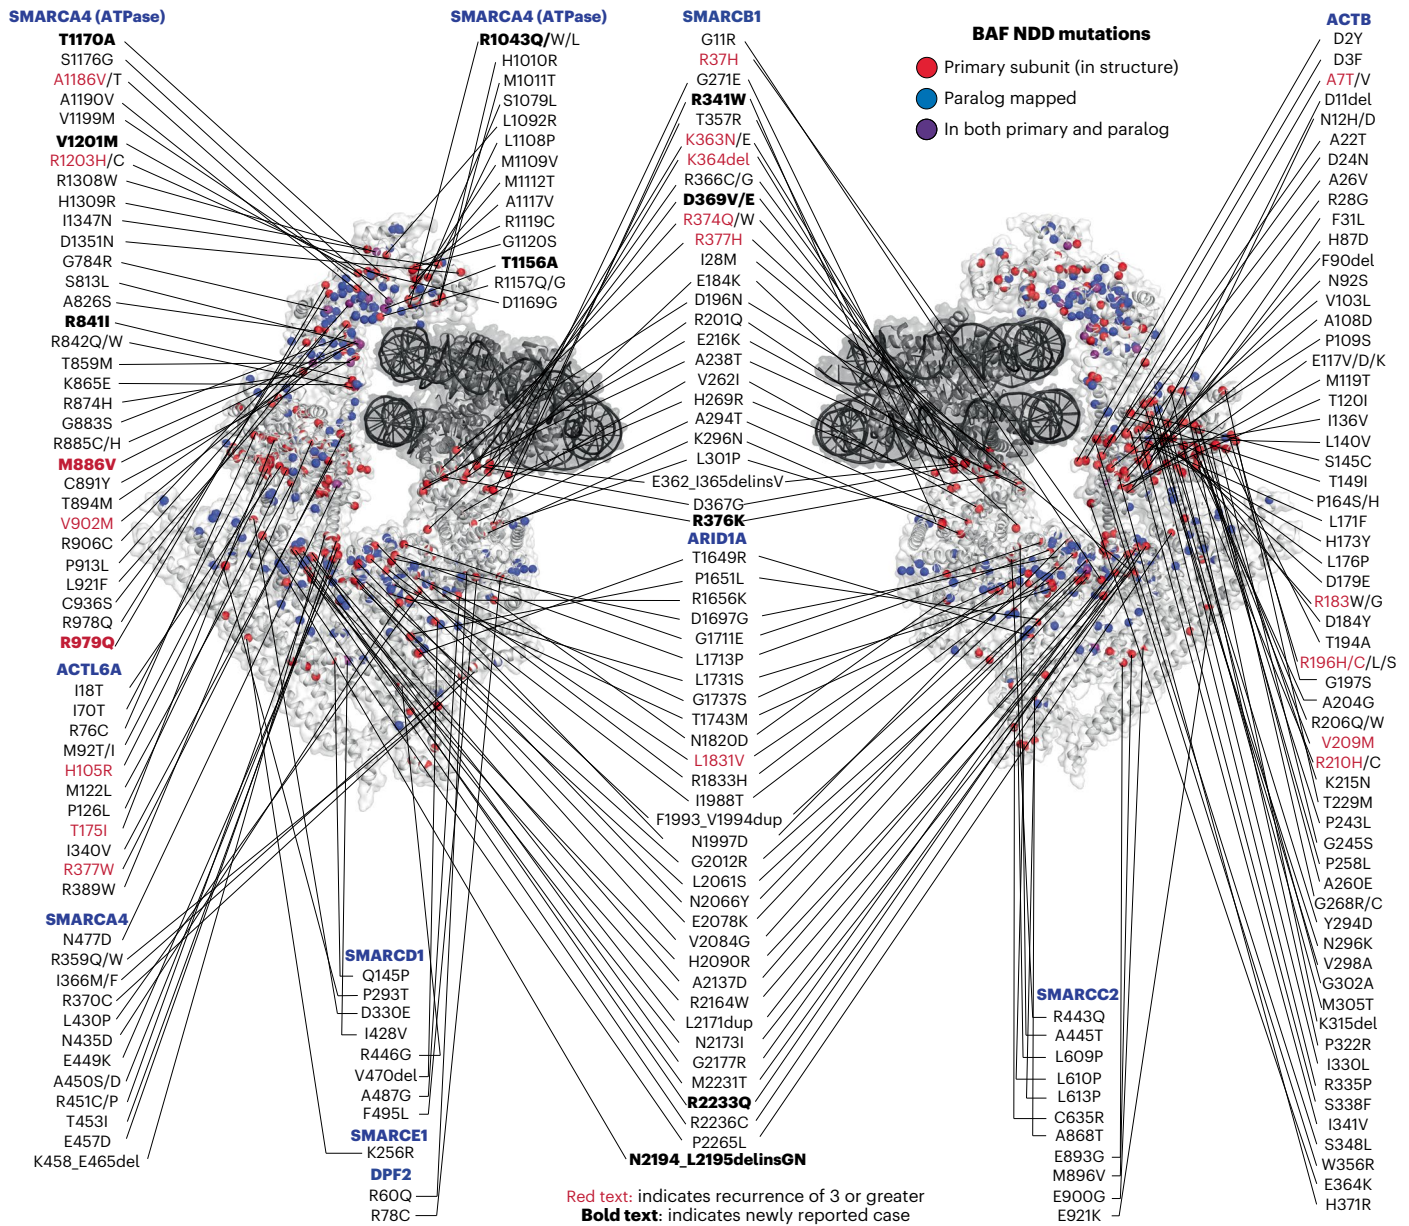 SMARCA4 (ATPase)
T1170A
S1176G
A1186V/T
A1190V
V1199M
V1201M
R1203H/C
R1308W
H1309R
I1347N
D1351N
G784R
S813L
A826S
R841I
R842Q/W
T859M
K865E
R874H
G883S
R885C/H
M886V
C891Y
T894M
V902M
R906C
P913L
L921F
C936S
R978Q
R979Q
ACTL6A
I18T
I70T
R76C
M92T/I
H105R
M122L
P126L
T175I
I340V
R377W
R389W
SMARCA4
N477D
R359Q/W
I366M/F
R370C
L430P
N435D
E449K
A450S/D
R451C/P
T453I
E457D
K458_E465del
SMARCA4 (ATPase)
R1043Q/W/L
H1010R
M1011T
S1079L
L1092R
L1108P
M1109V
M1112T
A1117V
R1119C
G1120S
T1156A
R1157Q/G
D1169G
SMARCD1
Q145P
P293T
D330E
I428V
R446G
V470del
A487G
F495L
SMARCE1
K256R
DPF2
R60Q
R78C
SMARCB1
G11R
R37H
G271E
R341W
T357R
K363N/E
K364del
R366C/G
D369V/E
R374Q/W
R377H
I28M
E184K
D196N
R201Q
E216K
A238T
V262I
H269R
A294T
K296N
L301P
E362_I365delinsV
D367G
R376K
ARID1A
T1649R
P1651L
R1656K
D1697G
G1711E
L1713P
L1731S
G1737S
T1743M
N1820D
L1831V
R1833H
I1988T
F1993_V1994dup
N1997D
G2012R
L2061S
N2066Y
E2078K
V2084G
H2090R
A2137D
R2164W
L2171dup
N2173I
G2177R
M2231T
R2233Q
R2236C
P2265L
N2194_L2195delinsGN
Red text: indicates recurrence of 3 or greater
Bold text: indicates newly reported case
BAF NDD mutations
Primary subunit (in structure)
Paralog mapped
In both primary and paralog
SMARCC2
R443Q
A445T
L609P
L610P
L613P
C635R
A868T
E893G
M896V
E900G
E921K
ACTB
D2Y
D3F
A7T/V
D11del
N12H/D
A22T
D24N
A26V
R28G
F31L
H87D
F90del
N92S
V103L
A108D
P109S
E117V/D/K
M119T
T120I
I136V
L140V
S145C
T149I
P164S/H
L171F
H173Y
L176P
D179E
R183W/G
D184Y
T194A
R196H/C/L/S
G197S
A204G
R206Q/W
V209M
R210H/C
K215N
T229M
P243L
G245S
P258L
A260E
G268R/C
Y294D
N296K
V298A
G302A
M305T
K315del
P322R
I330L
R335P
S338F
I341V
S348L
W356R
E364K
H371R